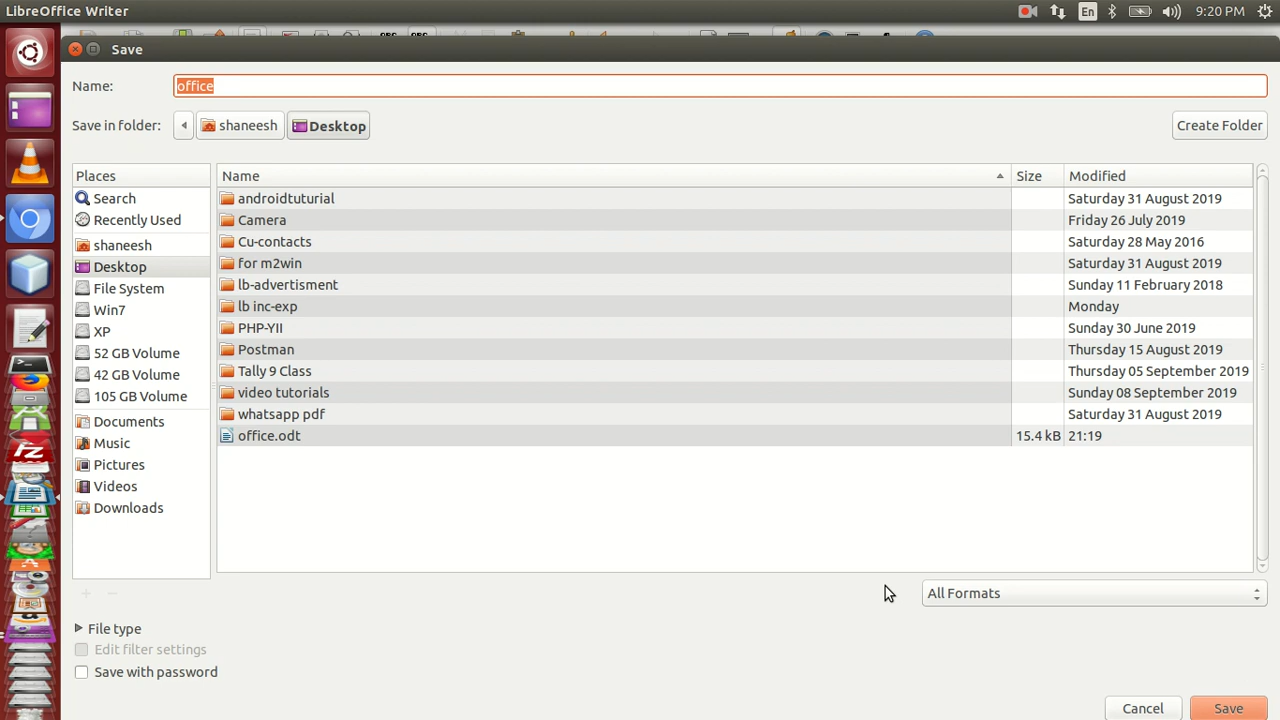 LibreOffice Writer
En
9:20 PM
Save
Name:
office
Save in folder:
shaneesh
Desktop
Create Folder
Places
Name
Size
Modified
Search
androidtuturial
Saturday 31 August 2019
Recently Used
Camera
Friday 26 July 2019
shaneesh
Cu-contacts
Saturday 28 May 2016
Desktop
for m2win
Saturday 31 August 2019
File System
lb-advertisment
Sunday 11 February 2018
Win7
lb inc-exp
Monday
XP
PHP-YII
Sunday 30 June 2019
52 GB Volume
Postman
Thursday 15 August 2019
42 GB Volume
Tally 9 Class
Thursday 05 September 2019
105 GB Volume
video tutorials
Sunday 08 September 2019
Documents
whatsapp pdf
Saturday 31 August 2019
Music
office.odt
15.4 kB
21:19
Pictures
Videos
Downloads
All Formats
File type
Edit filter settings
Save with password
Cancel
Save